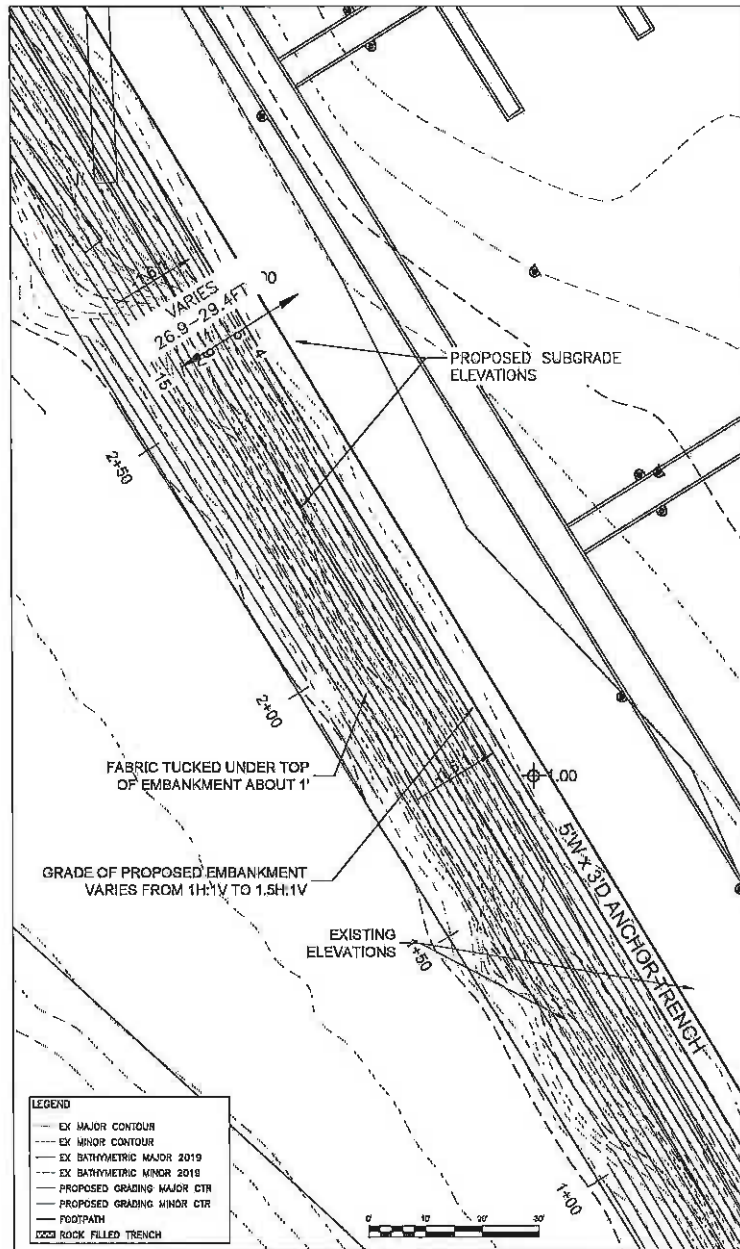 VARIES
26.9-29.4FT
15
4
PROPOSED SUBGRADE
ELEVATIONS
2+50
2+00
FABRIC TUCKED UNDER TOP
OF EMBANKMENT ABOUT 1'
1.00
GRADE OF PROPOSED EMBANKMENT
VARIES FROM 1H:1V TO 1.5H:1V
5'W X 3'D ANCHOR TRENCH
EXISTING
ELEVATIONS
1+50
1+00
LEGEND
EX MAJOR CONTOUR
EX MINOR CONTOUR
EX BATHYMETRIC MAJOR 2019
EX BATHYMETRIC MINOR 2019
PROPOSED GRADING MAJOR CTR
PROPOSED GRADING MINOR CTR
FOOTPATH
ROCK FILLED TRENCH
0' 10' 20' 30'